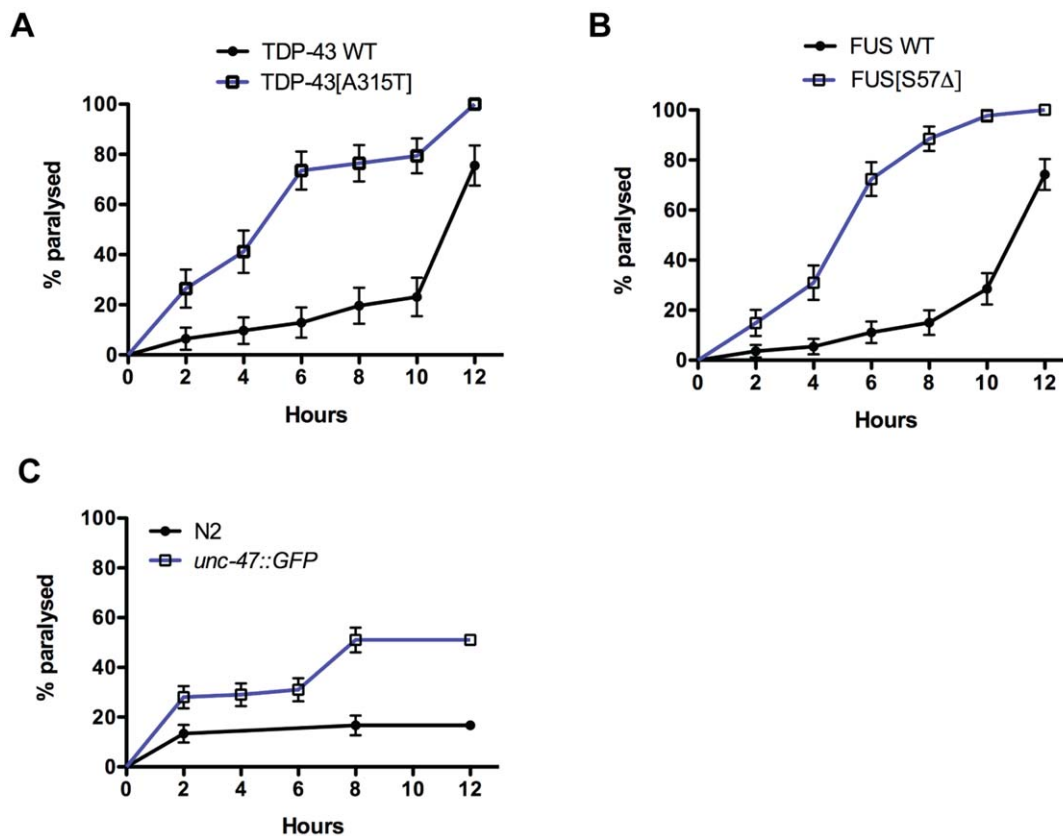 A
TDP-43 WT
TDP-43[A315T]
100
80
60
40
20
0
% paralysed
0 2 4 6 8 10 12
Hours
B
FUS WT
FUS[S57Δ]
100
80
60
40
20
0
% paralysed
0 2 4 6 8 10 12
Hours
C
N2
unc-47::GFP
100
80
60
40
20
0
% paralysed
0 2 4 6 8 10 12
Hours